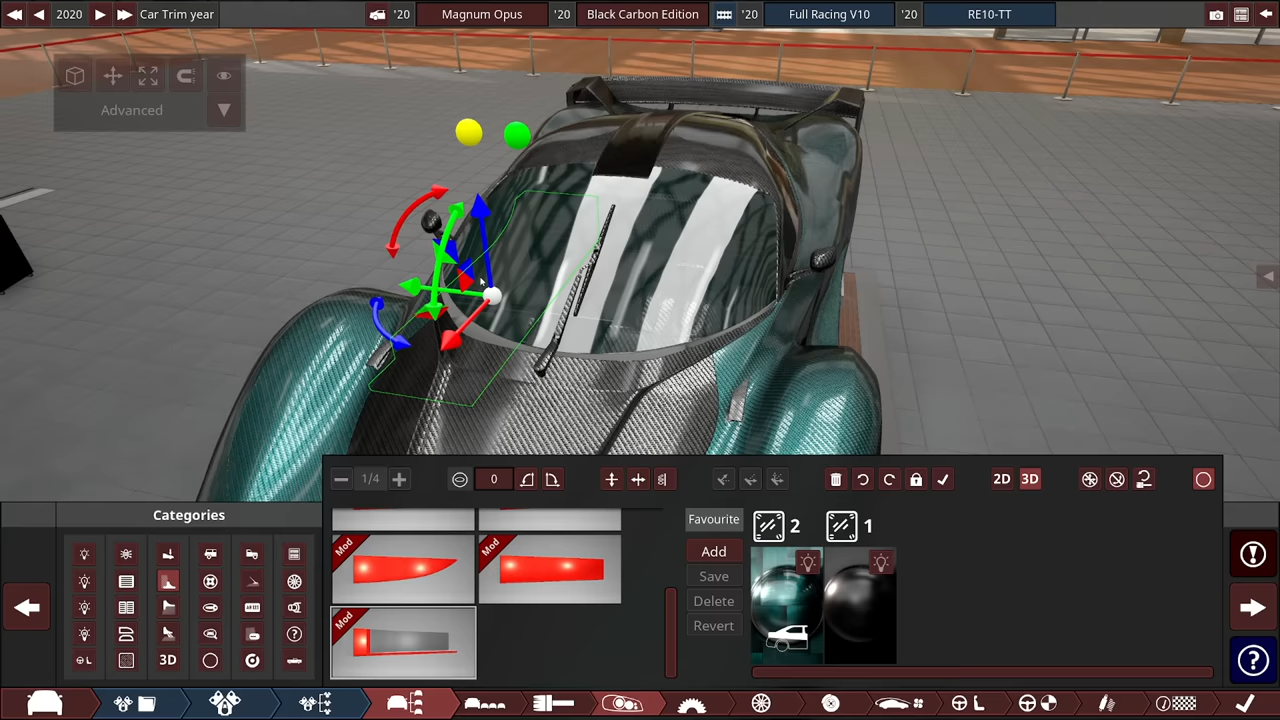 2020 Car Trim year '20 Magnum Opus '20 Black Carbon Edition '20 Full Racing V10 '20 RE10-TT
Advanced
1/4 0 2D 3D
Categories
Favourite 2 1
Add
Save
Delete
Revert
Mod Mod
Mod
3D